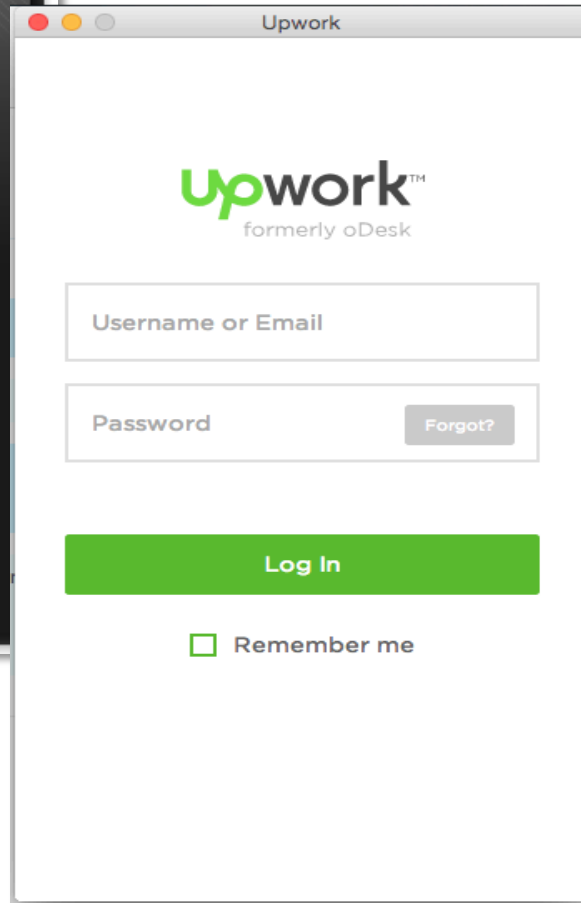 Upwork
upwork™
formerly oDesk
Username or Email
Password
Forgot?
Log In
Remember me